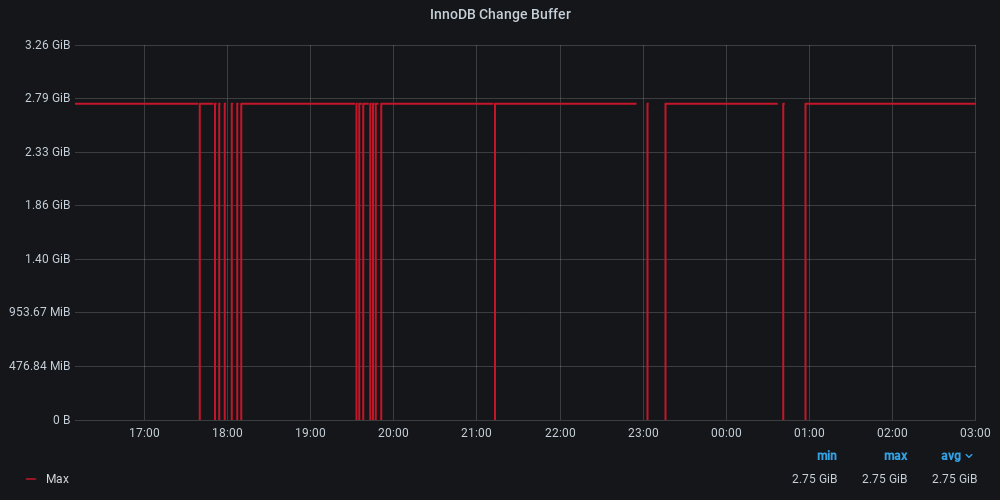 InnoDB Change Buffer
3.26 GiB
2.79 GiB
2.33 GiB
1.86 GiB
1.40 GiB
953.67 MiB
476.84 MiB
0 B
17:00 18:00 19:00 20:00 21:00 22:00 23:00 00:00 01:00 02:00 03:00
min max avg
Max 2.75 GiB 2.75 GiB 2.75 GiB